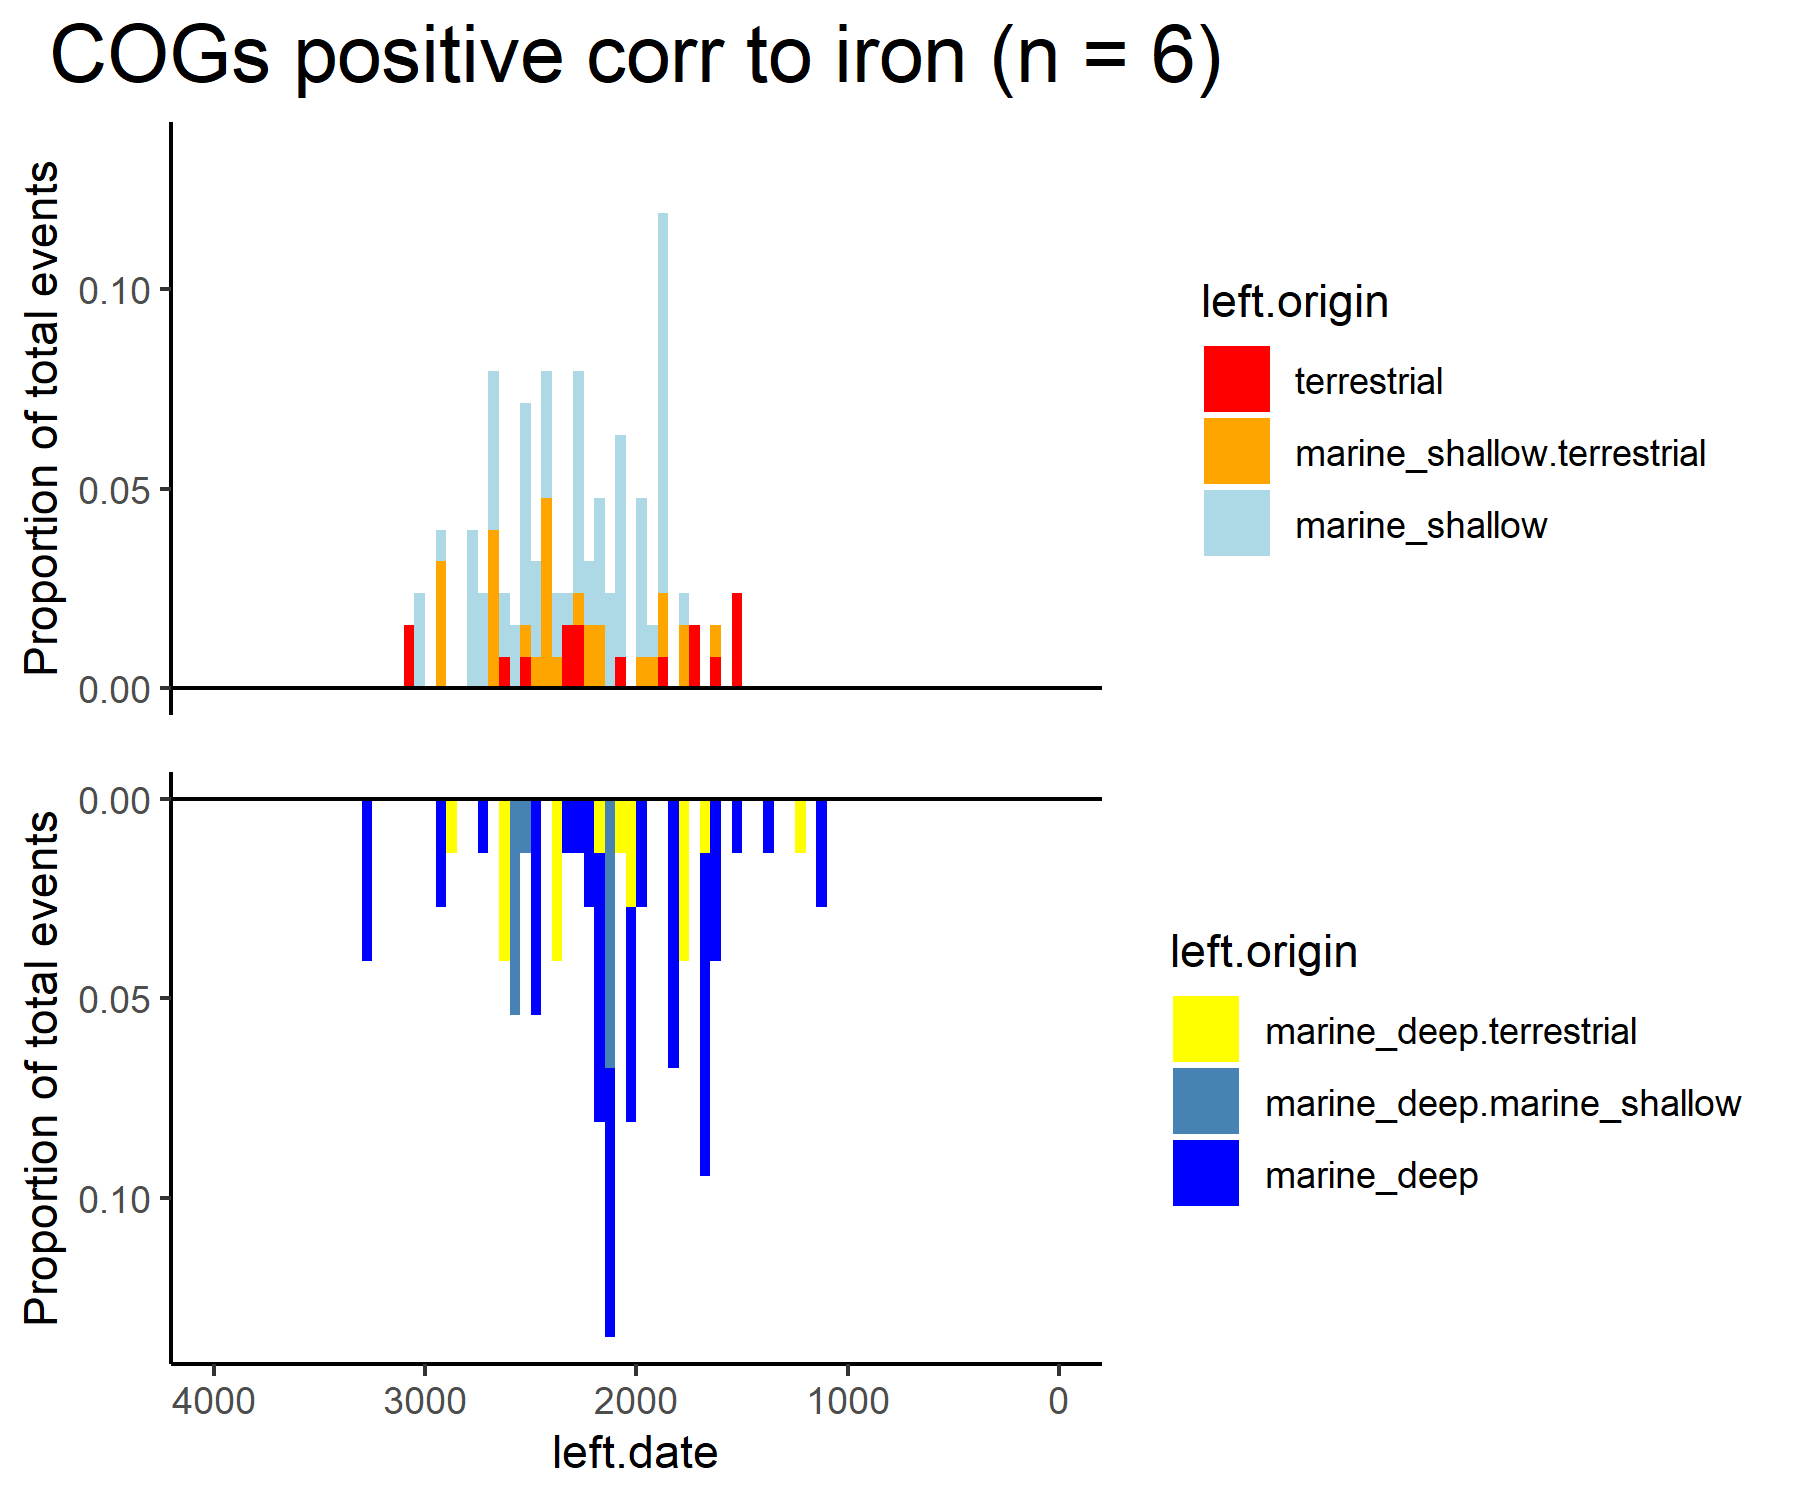 COGs positive corr to iron (n = 6)
Proportion of total events
0.10
0.05
0.00
left.origin
terrestrial
marine_shallow.terrestrial
marine_shallow
Proportion of total events
0.00
0.05
0.10
left.origin
marine_deep.terrestrial
marine_deep.marine_shallow
marine_deep
4000 3000 2000 1000 0
left.date